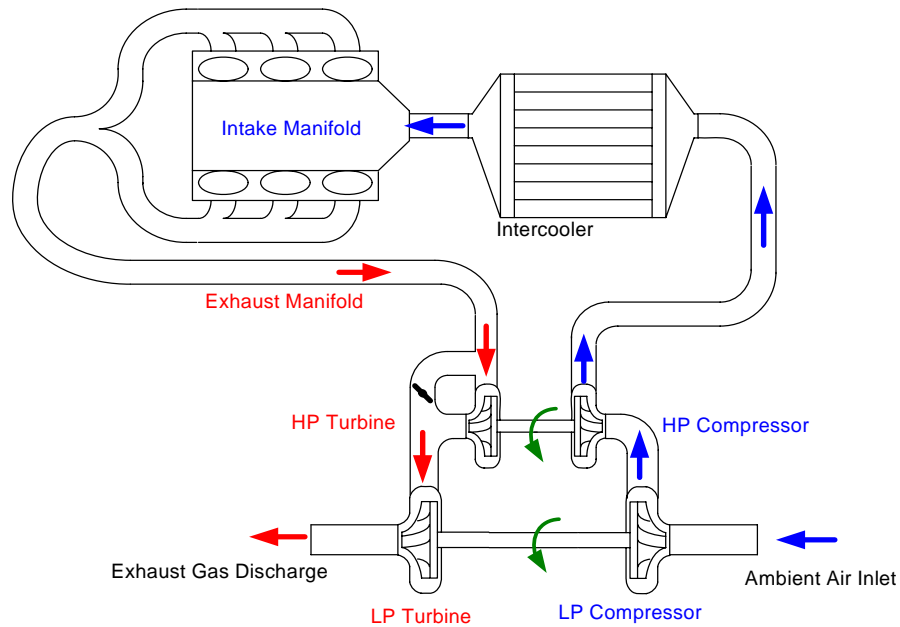 Intake Manifold
Intercooler
Exhaust Manifold
HP Turbine
HP Compressor
Exhaust Gas Discharge
Ambient Air Inlet
LP Turbine
LP Compressor